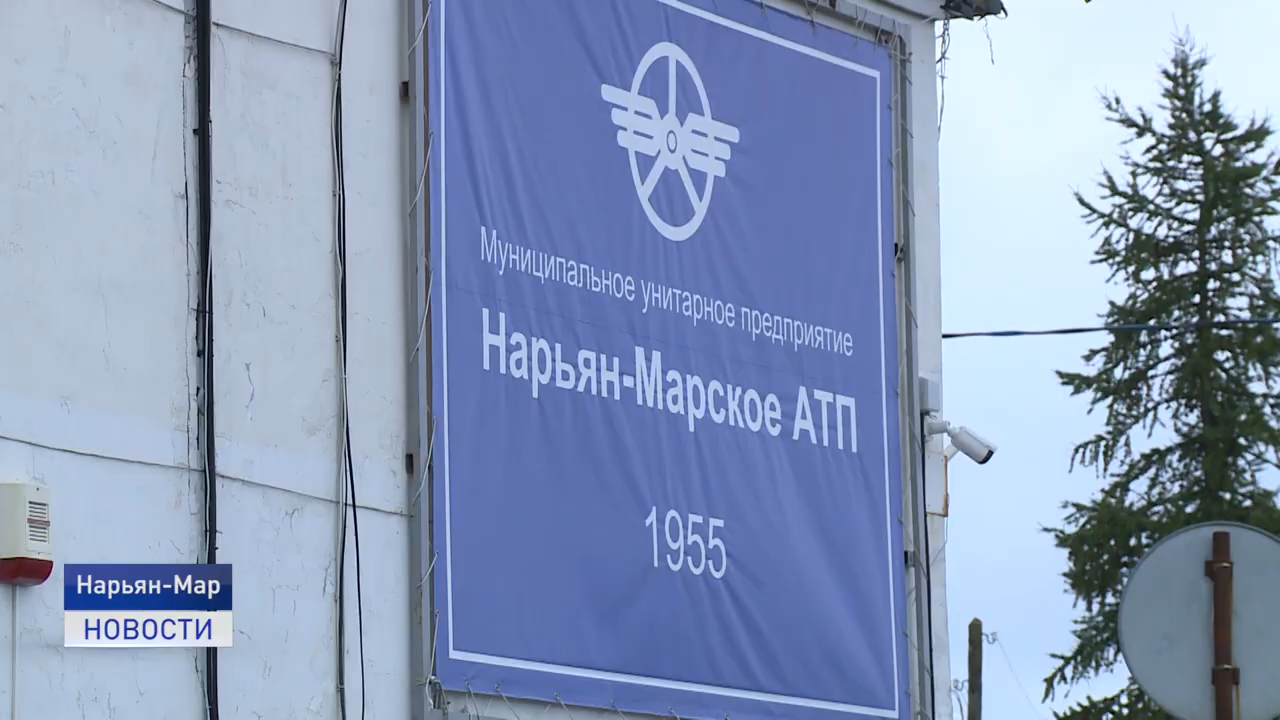 Муниципальное унитарное предприятие
Нарьян-Марское АТП
1955
Нарьян-Мар
НОВОСТИ